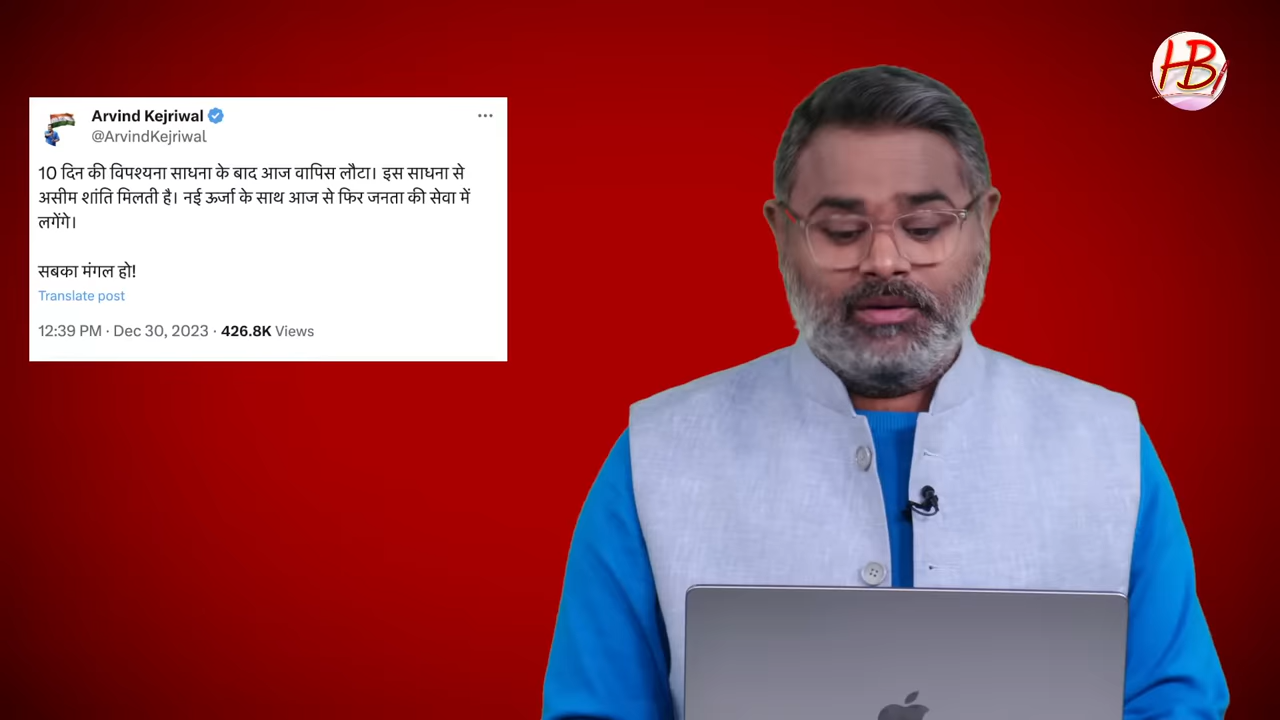 Arvind Kejriwal
@ArvindKejriwal
10 दिन की विपश्यना साधना के बाद आज वापिस लौटा। इस साधना से
असीम शांति मिलती है। नई ऊर्जा के साथ आज से फिर जनता की सेवा में
लगेंगे।
सबका मंगल हो!
Translate post
12:39 PM · Dec 30, 2023 · 426.8K Views
HB